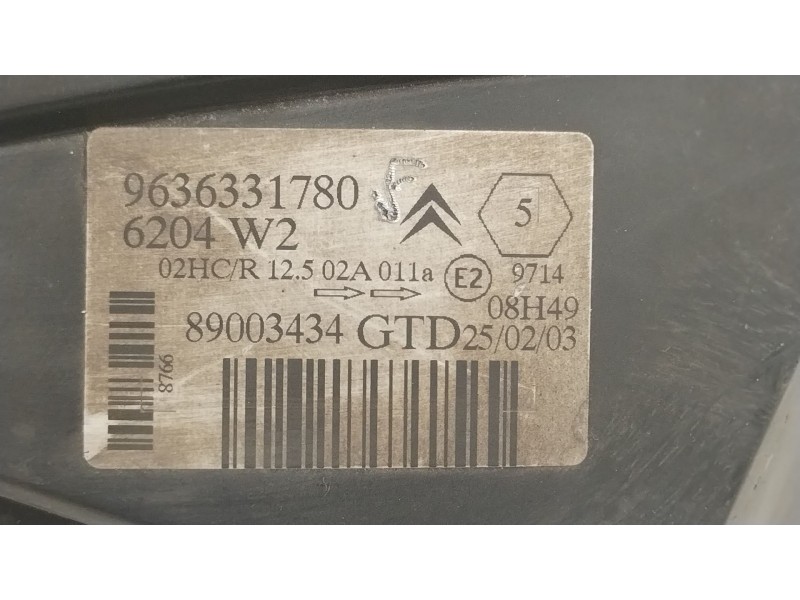 9636331780
5
6204 W2
02HC/R 12.5 02A 011a E2 9714
08H49
89003434 GTD 25/02/03
8766